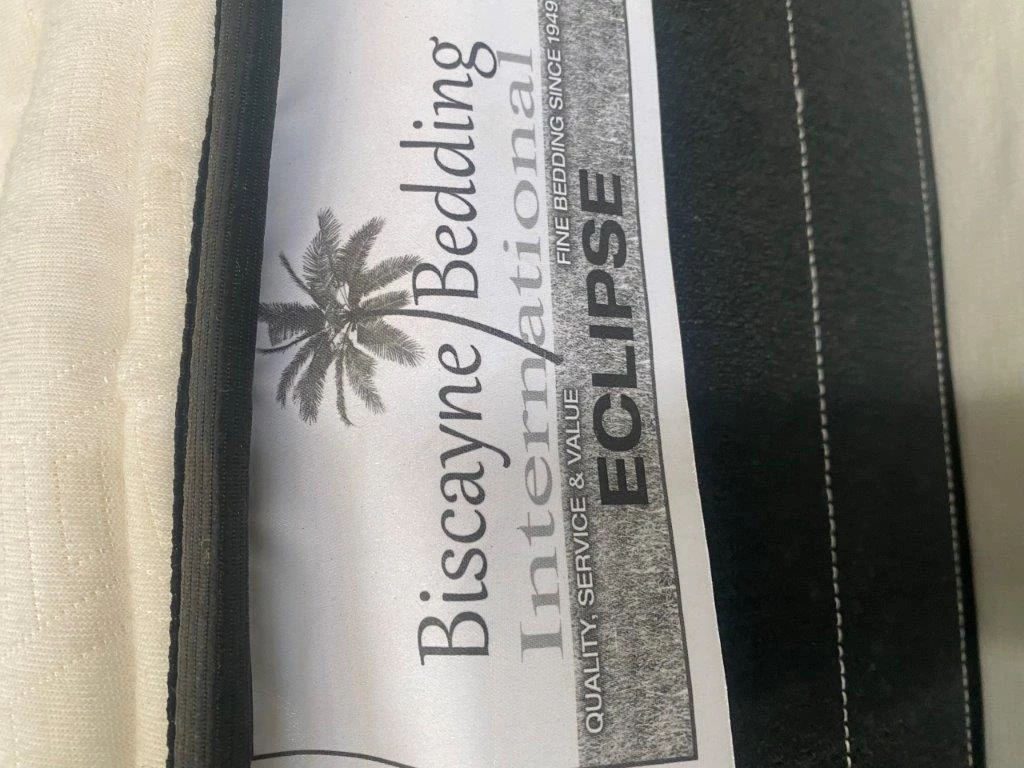 Biscayne Bedding
International
QUALITY, SERVICE & VALUE FINE BEDDING SINCE 1949
ECLIPSE